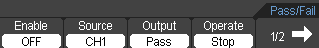 Pass/Fail
Enable Source Output Operate
OFF CH1 Pass Stop 1/2